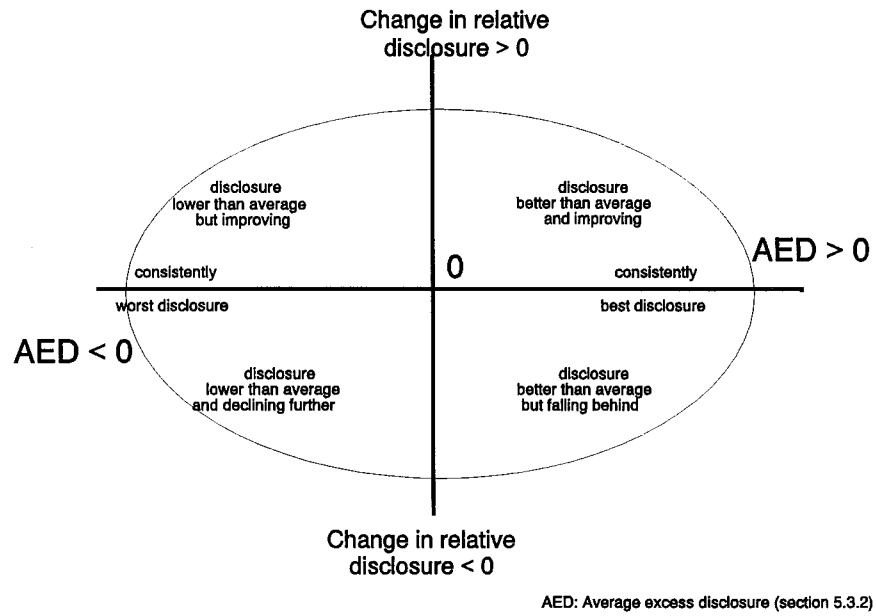 Change in relative
disclosure > 0
disclosure
lower than average
but improving
disclosure
better than average
and improving
AED > 0
0
consistently
consistently
worst disclosure
best disclosure
AED < 0
disclosure
lower than average
and declining further
disclosure
better than average
but falling behind
Change in relative
disclosure < 0
AED: Average excess disclosure (section 5.3.2)